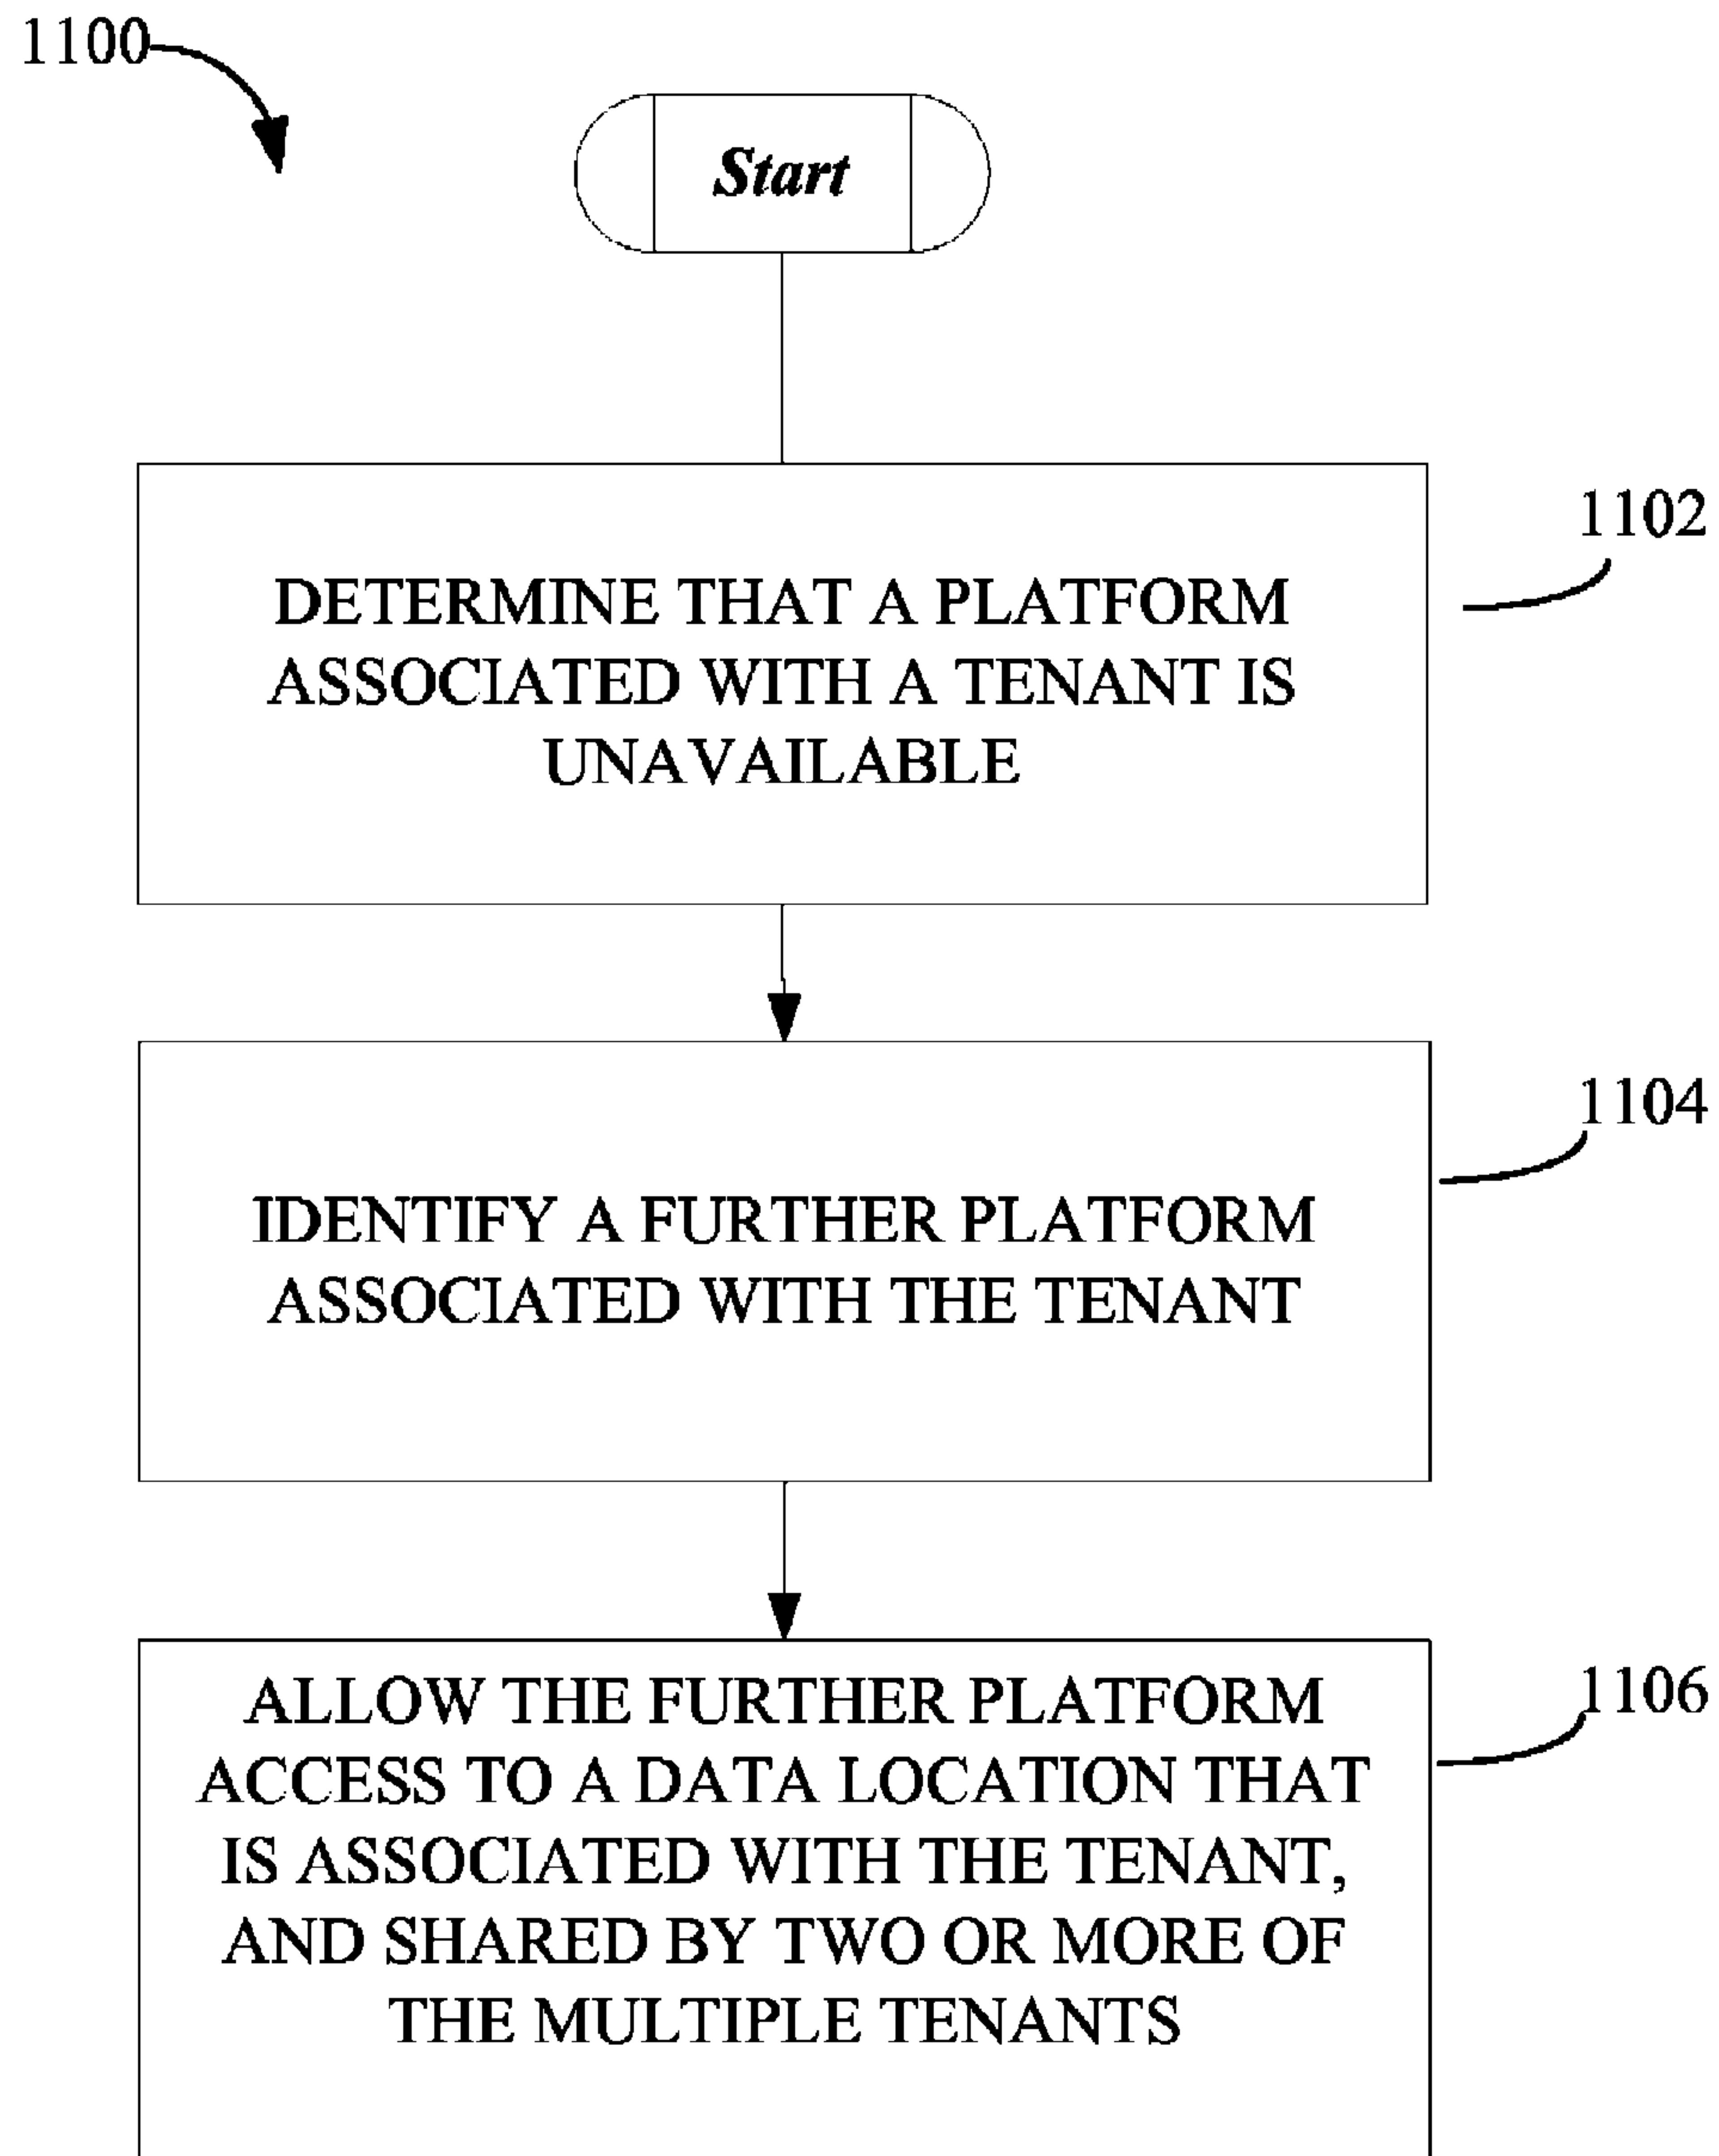 1100
Start
1102
DETERMINE THAT A PLATFORM
ASSOCIATED WITH A TENANT IS
UNAVAILABLE
1104
IDENTIFY A FURTHER PLATFORM
ASSOCIATED WITH THE TENANT
1106
ALLOW THE FURTHER PLATFORM
ACCESS TO A DATA LOCATION THAT
IS ASSOCIATED WITH THE TENANT,
AND SHARED BY TWO OR MORE OF
THE MULTIPLE TENANTS